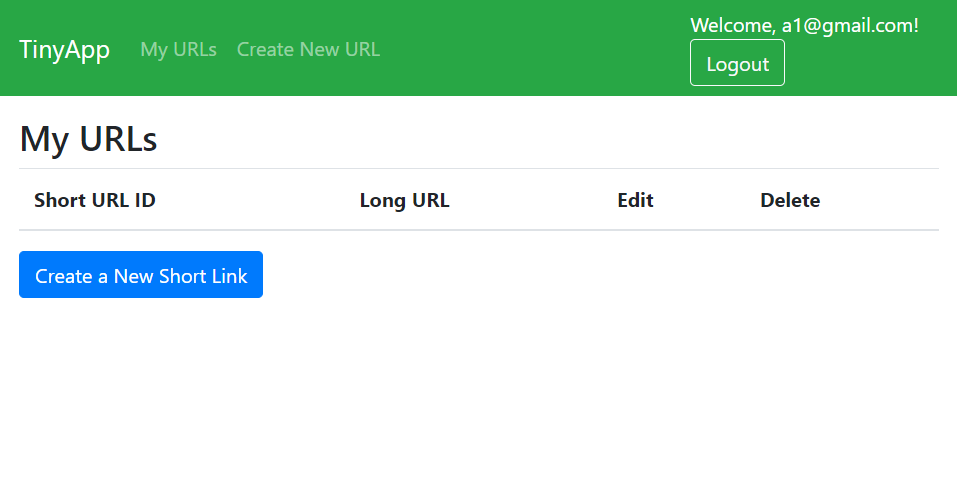 TinyApp My URLs Create New URL
Welcome, a1@gmail.com!
Logout
My URLs
Short URL ID Long URL Edit Delete
Create a New Short Link